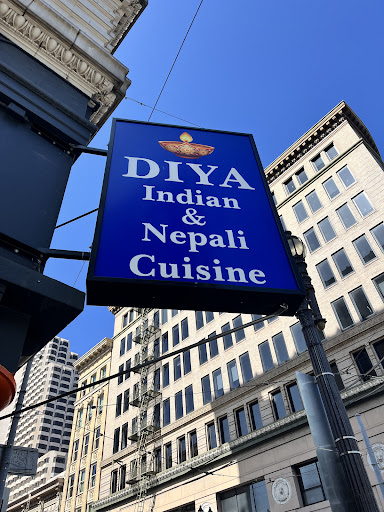 DIYA
Indian
&
Nepali
Cuisine